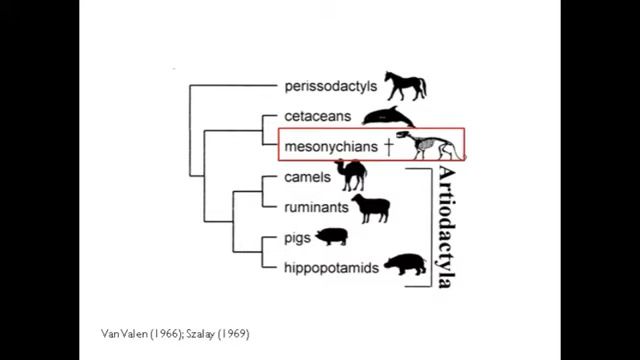 perissodactyls
cetaceans
mesonychians †
camels
ruminants
pigs
hippopotamids
Artiodactyla
Van Valen (1966); Szalay (1969)